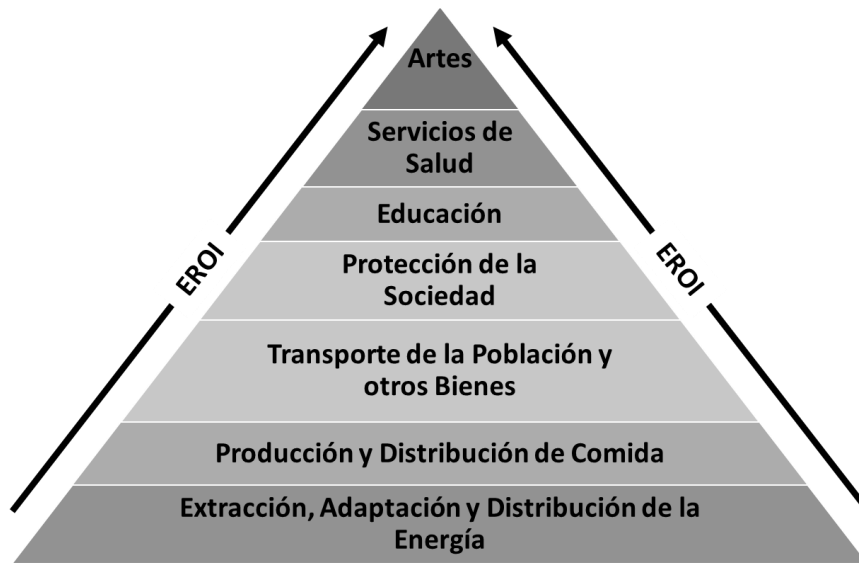 Artes
Servicios de
Salud
Educación
Protección de la
Sociedad
EROI
EROI
Transporte de la Población y
otros Bienes
Producción y Distribución de Comida
Extracción, Adaptación y Distribución de la
Energía